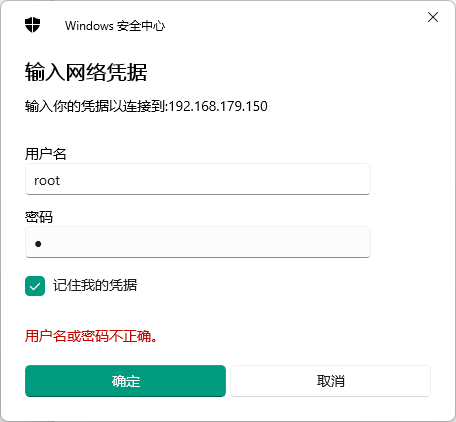 Windows 安全中心
输入网络凭据
输入你的凭据以连接到:192.168.179.150
用户名
root
密码
●
记住我的凭据
用户名或密码不正确。
确定
取消